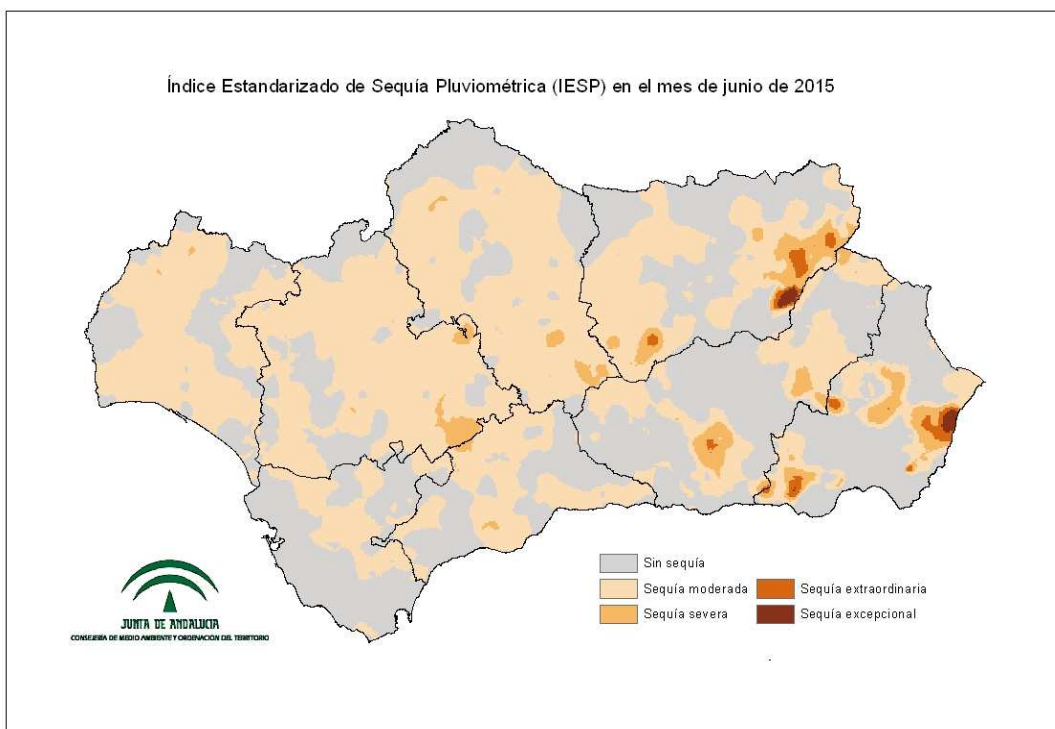 Índice Estandarizado de Sequía Pluviométrica (IESP) en el mes de junio de 2015
Sin sequía
Sequía moderada
Sequía extraordinaria
Sequía severa
Sequía excepcional
JUNTA DE ANDALUCIA
CONSEJERÍA DE MEDIO AMBIENTE Y ORDENACIÓN DEL TERRITORIO